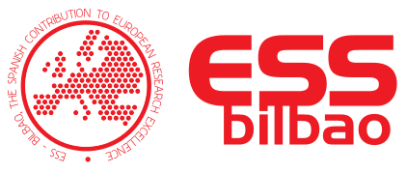 ESS - BILBAO, THE SPANISH CONTRIBUTION TO EUROPEAN RESEARCH EXCELLENCE
ESS
bilbao